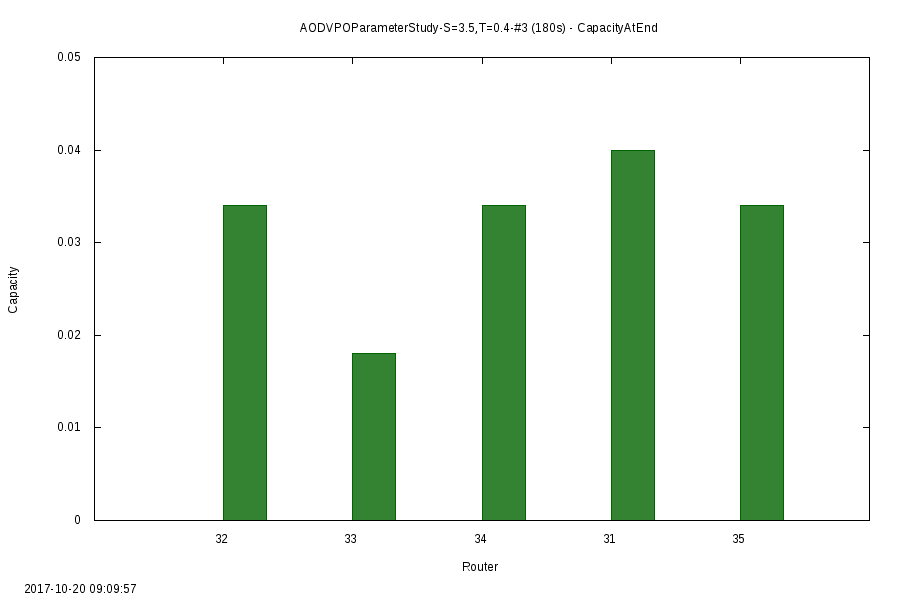 AODVPOParameterStudy-S=3.5,T=0.4-#3 (180s) - CapacityAtEnd
0.05
0.04
0.03
0.02
0.01
0
Capacity
32 33 34 31 35
Router
2017-10-20 09:09:57